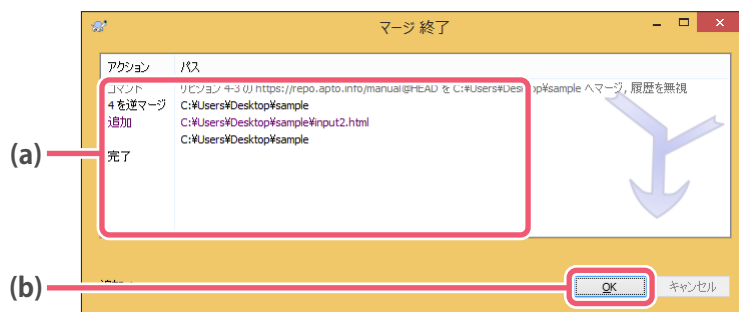 マージ 終了
アクション パス
コマンド リビジョン 4-3 の https://repo.apto.info/manual@HEAD を C:¥Users¥Desktop¥sample へマージ, 履歴を無視
4 を逆マージ C:¥Users¥Desktop¥sample
追加 C:¥Users¥Desktop¥sample¥input2.html
C:¥Users¥Desktop¥sample
(a)
完了
(b)
OK キャンセル